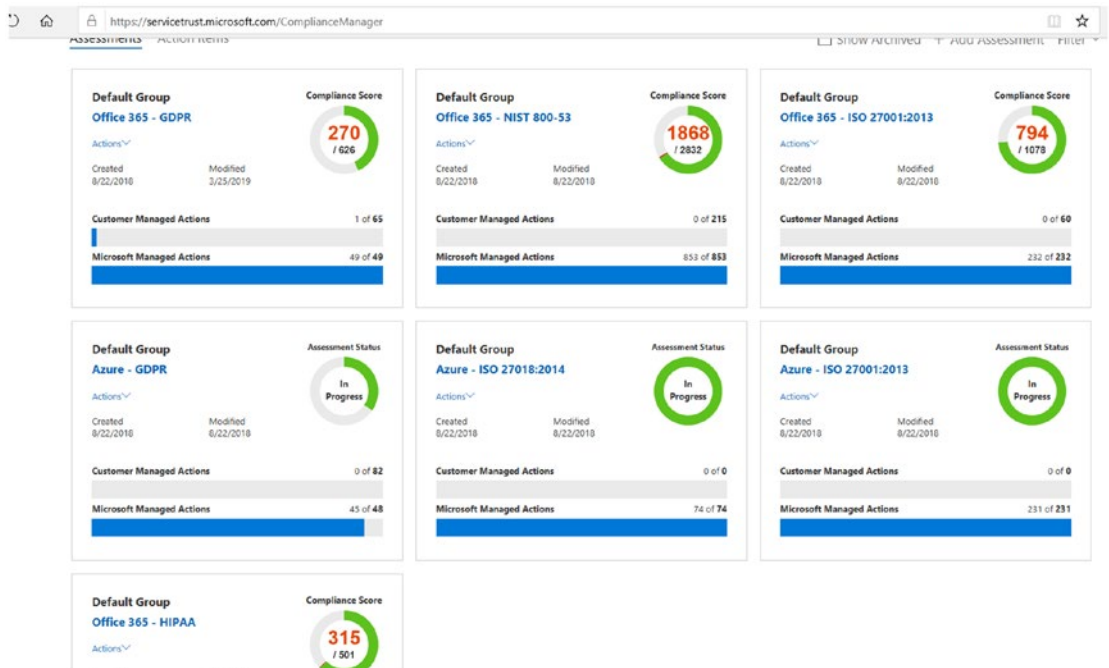 https://servicetrust.microsoft.com/ComplianceManager
Assessments Action Items Show Archived + Add Assessment Filter
Default Group Compliance Score
Office 365 - GDPR
270
/ 626
Actions
Created Modified
8/22/2018 3/25/2019
Customer Managed Actions 1 of 65
Microsoft Managed Actions 49 of 49
Default Group Compliance Score
Office 365 - NIST 800-53
1868
/ 2832
Actions
Created Modified
8/22/2018 8/22/2018
Customer Managed Actions 0 of 215
Microsoft Managed Actions 853 of 853
Default Group Compliance Score
Office 365 - ISO 27001:2013
794
/ 1078
Actions
Created Modified
8/22/2018 8/22/2018
Customer Managed Actions 0 of 60
Microsoft Managed Actions 232 of 232
Default Group Assessment Status
Azure - GDPR
In
Progress
Actions
Created Modified
8/22/2018 8/22/2018
Customer Managed Actions 0 of 82
Microsoft Managed Actions 45 of 48
Default Group Assessment Status
Azure - ISO 27018:2014
In
Progress
Actions
Created Modified
8/22/2018 8/22/2018
Customer Managed Actions 0 of 0
Microsoft Managed Actions 74 of 74
Default Group Assessment Status
Azure - ISO 27001:2013
In
Progress
Actions
Created Modified
8/22/2018 8/22/2018
Customer Managed Actions 0 of 0
Microsoft Managed Actions 231 of 231
Default Group Compliance Score
Office 365 - HIPAA
315
/ 501
Actions